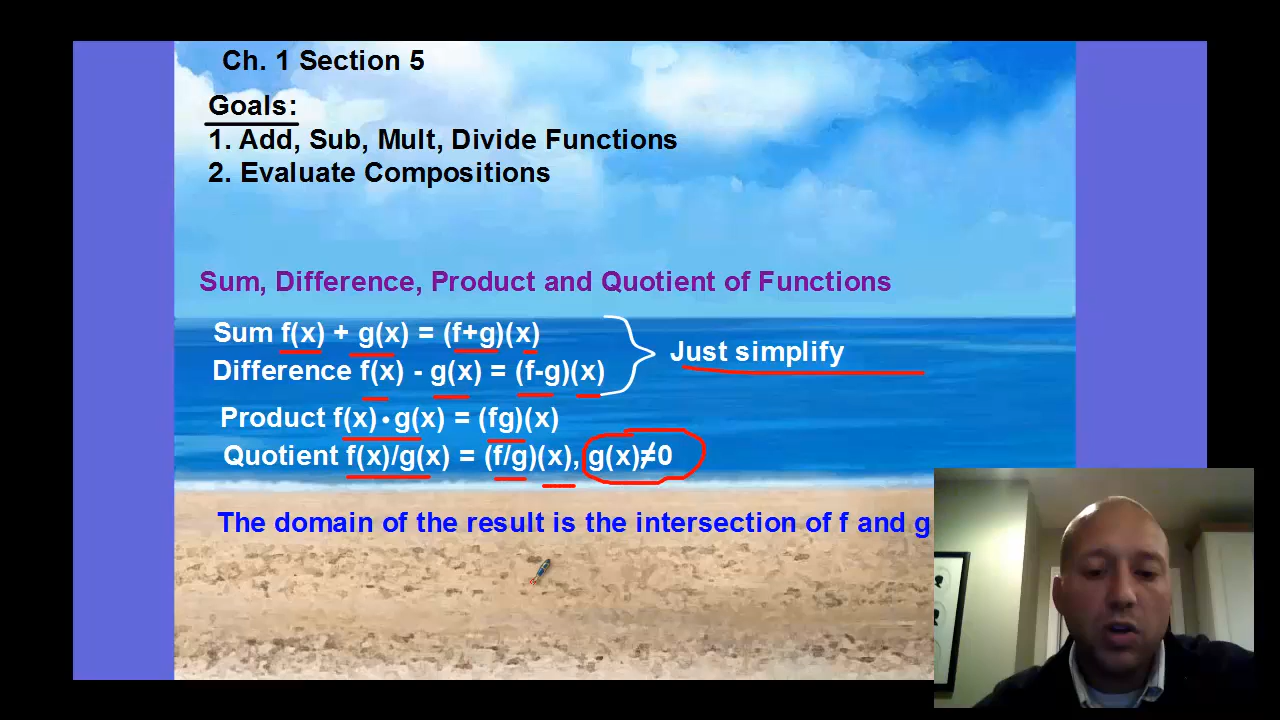 Ch. 1 Section 5
Goals:
1. Add, Sub, Mult, Divide Functions
2. Evaluate Compositions
Sum, Difference, Product and Quotient of Functions
Sum f(x) + g(x) = (f+g)(x)
Difference f(x) - g(x) = (f-g)(x)
Just simplify
Product f(x) • g(x) = (fg)(x)
Quotient f(x)/g(x) = (f/g)(x), g(x)≠0
The domain of the result is the intersection of f and g